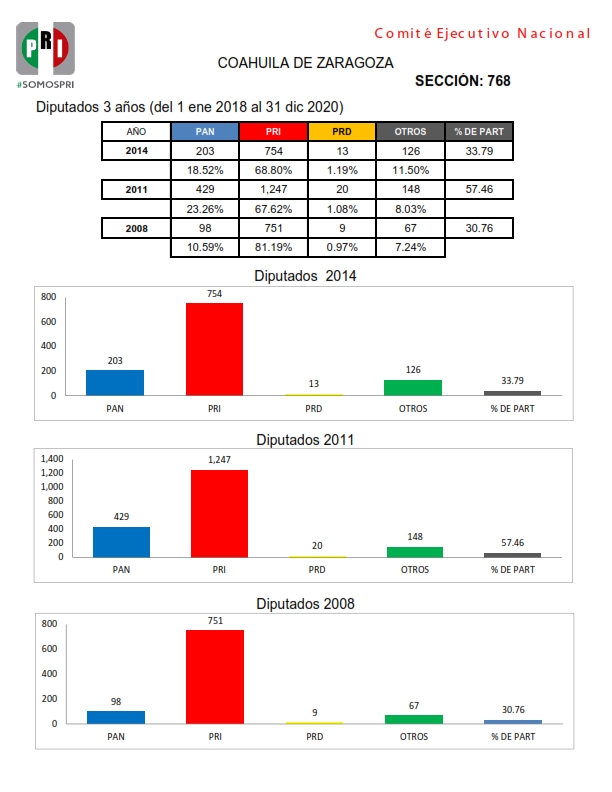 Comité Ejecutivo Nacional
PRI
#SOMOSPRI
COAHUILA DE ZARAGOZA
SECCIÓN: 768
Diputados 3 años (del 1 ene 2018 al 31 dic 2020)
AÑO PAN PRI PRD OTROS % DE PART
2014 203 754 13 126 33.79
18.52% 68.80% 1.19% 11.50%
2011 429 1,247 20 148 57.46
23.26% 67.62% 1.08% 8.03%
2008 98 751 9 67 30.76
10.59% 81.19% 0.97% 7.24%
Diputados 2014
800
600
400
200
0
203 754 13 126 33.79
PAN PRI PRD OTROS % DE PART
Diputados 2011
1,400
1,200
1,000
800
600
400
200
0
429 1,247 20 148 57.46
PAN PRI PRD OTROS % DE PART
Diputados 2008
800
600
400
200
0
98 751 9 67 30.76
PAN PRI PRD OTROS % DE PART